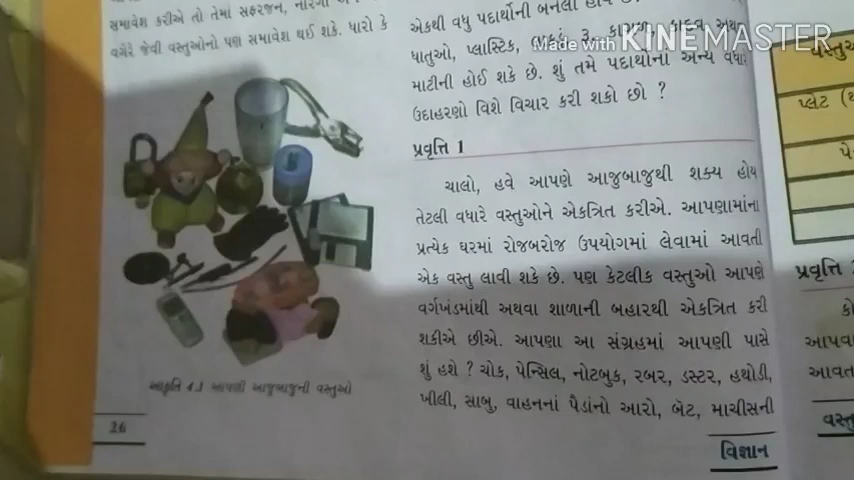 સમાવેશ કરીએ તો તેમાં સફરજન, નારંગી
વગેરે જેવી વસ્તુઓનો પણ સમાવેશ થઈ શકે. ધારો કે
આકૃતિ 4.1 આપણી આજુબાજુની વસ્તુઓ
36
એકથી વધુ પદાર્થોની બનેલી
ધાતુઓ, પ્લાસ્ટિક,
માટીની હોઈ શકે છે. શું તમે પદાર્થોના અન્ય વધારે
ઉદાહરણો વિશે વિચાર કરી શકો છો ?
પ્રવૃત્તિ 1
ચાલો, હવે આપણે આજુબાજુથી શક્ય હોય
તેટલી વધારે વસ્તુઓને એકત્રિત કરીએ. આપણામાંના
પ્રત્યેક ઘરમાં રોજબરોજ ઉપયોગમાં લેવામાં આવતી
એક વસ્તુ લાવી શકે છે. પણ કેટલીક વસ્તુઓ આપણે
વર્ગખંડમાંથી અથવા શાળાની બહારથી એકત્રિત કરી
શકીએ છીએ. આપણા આ સંગ્રહમાં આપણી પાસે
શું હશે ? ચોક, પેન્સિલ, નોટબુક, રબર, ડસ્ટર, હથોડી,
ખીલી, સાબુ, વાહનનાં પૈડાંનો આરો, બૅટ, માચીસની
વિજ્ઞાન
પ્લેટ
પ્રવૃત્તિ
આપવા
આવત
વસ્તુ
Made with KINEMASTER